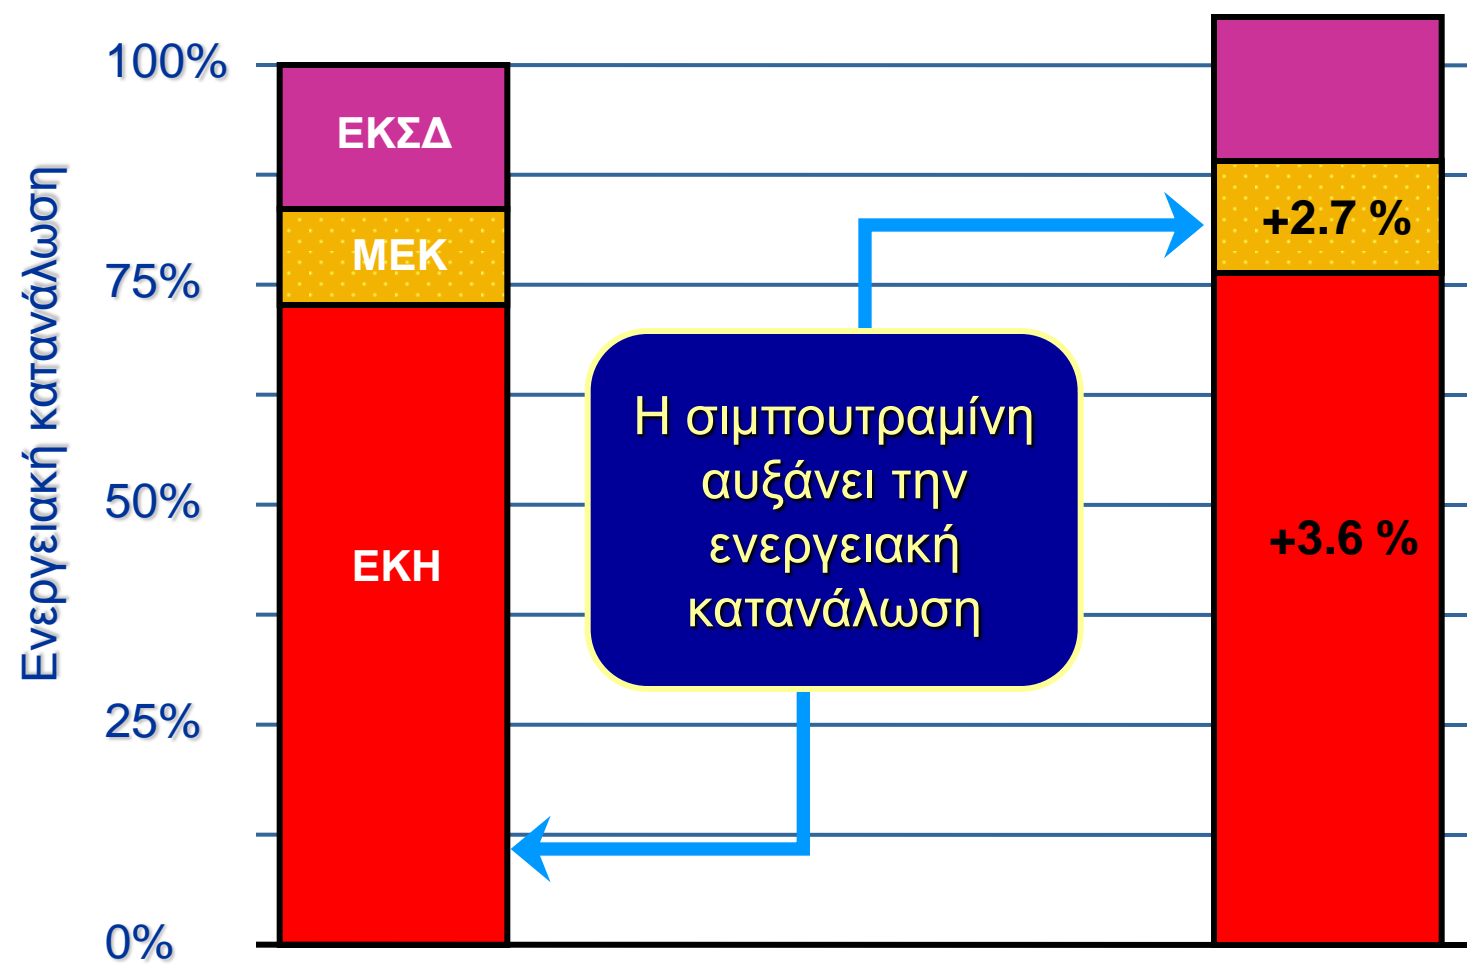 Ενεργειακή κατανάλωση
100%
75%
50%
25%
0%
ΕΚΣΔ
ΜΕΚ
ΕΚΗ
Η σιμπουτραμίνη
αυξάνει την
ενεργειακή
κατανάλωση
+2.7 %
+3.6 %